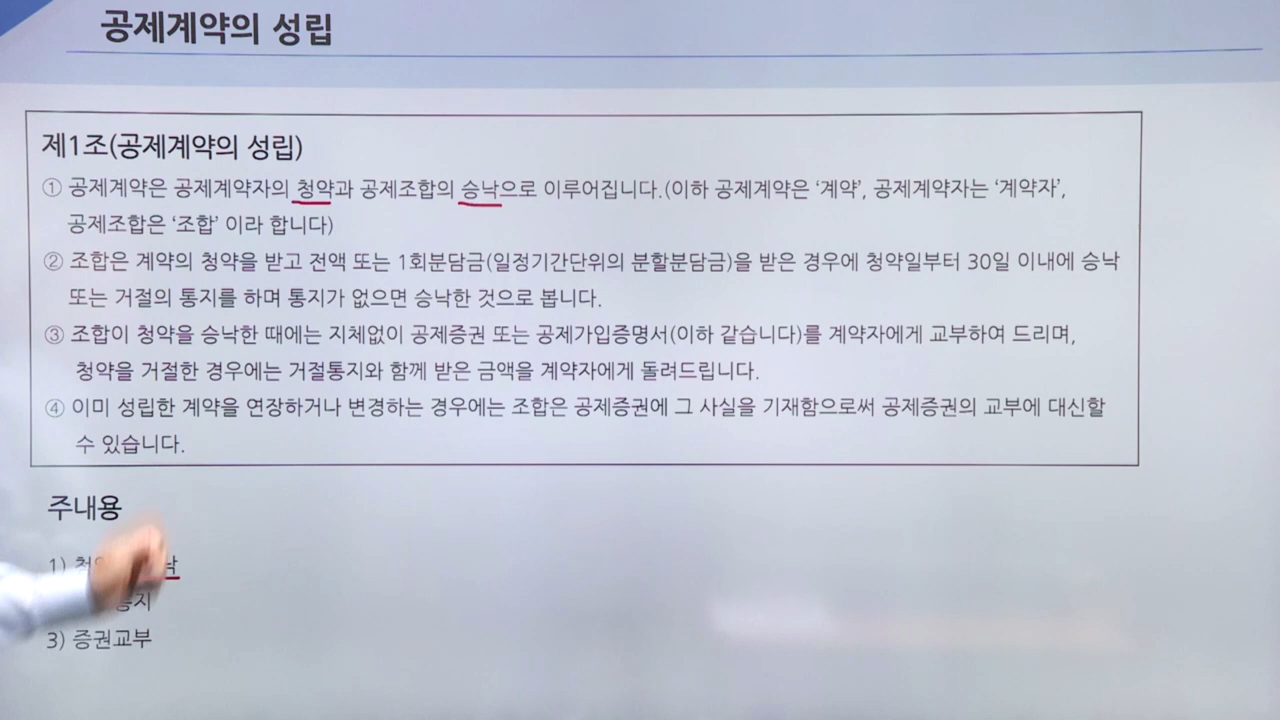 공제계약의 성립
제1조(공제계약의 성립)
① 공제계약은 공제계약자의 청약과 공제조합의 승낙으로 이루어집니다.(이하 공제계약은 ‘계약’, 공제계약자는 ‘계약자’,
공제조합은 ‘조합’ 이라 합니다)
② 조합은 계약의 청약을 받고 전액 또는 1회분담금(일정기간단위의 분할분담금)을 받은 경우에 청약일부터 30일 이내에 승낙
또는 거절의 통지를 하며 통지가 없으면 승낙한 것으로 봅니다.
③ 조합이 청약을 승낙한 때에는 지체없이 공제증권 또는 공제가입증명서(이하 같습니다)를 계약자에게 교부하여 드리며,
청약을 거절한 경우에는 거절통지와 함께 받은 금액을 계약자에게 돌려드립니다.
④ 이미 성립한 계약을 연장하거나 변경하는 경우에는 조합은 공제증권에 그 사실을 기재함으로써 공제증권의 교부에 대신할
수 있습니다.
주내용
1)
3) 증권교부